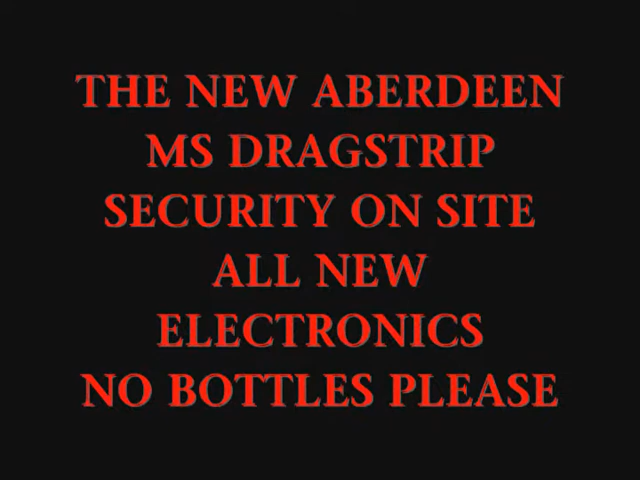 THE NEW ABERDEEN
MS DRAGSTRIP
SECURITY ON SITE
ALL NEW
ELECTRONICS
NO BOTTLES PLEASE